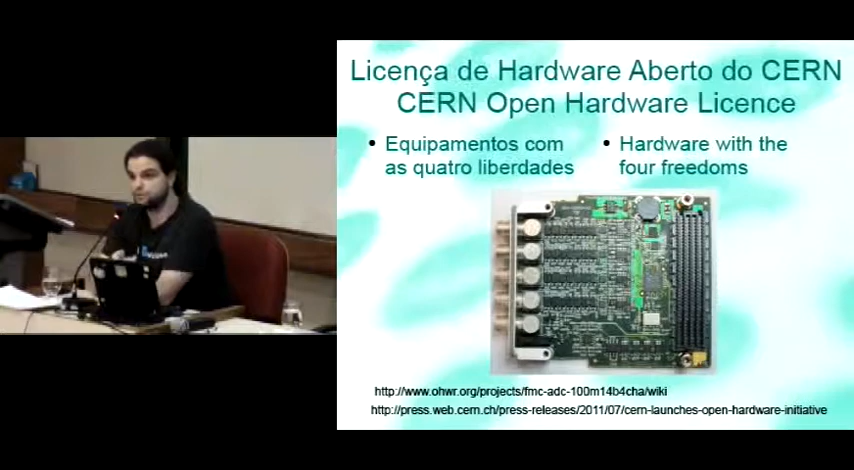 Licença de Hardware Aberto do CERN
CERN Open Hardware Licence
• Equipamentos com
as quatro liberdades
• Hardware with the
four freedoms
http://www.ohwr.org/projects/fmc-adc-100m14b4cha/wiki
http://press.web.cern.ch/press-releases/2011/07/cern-launches-open-hardware-initiative